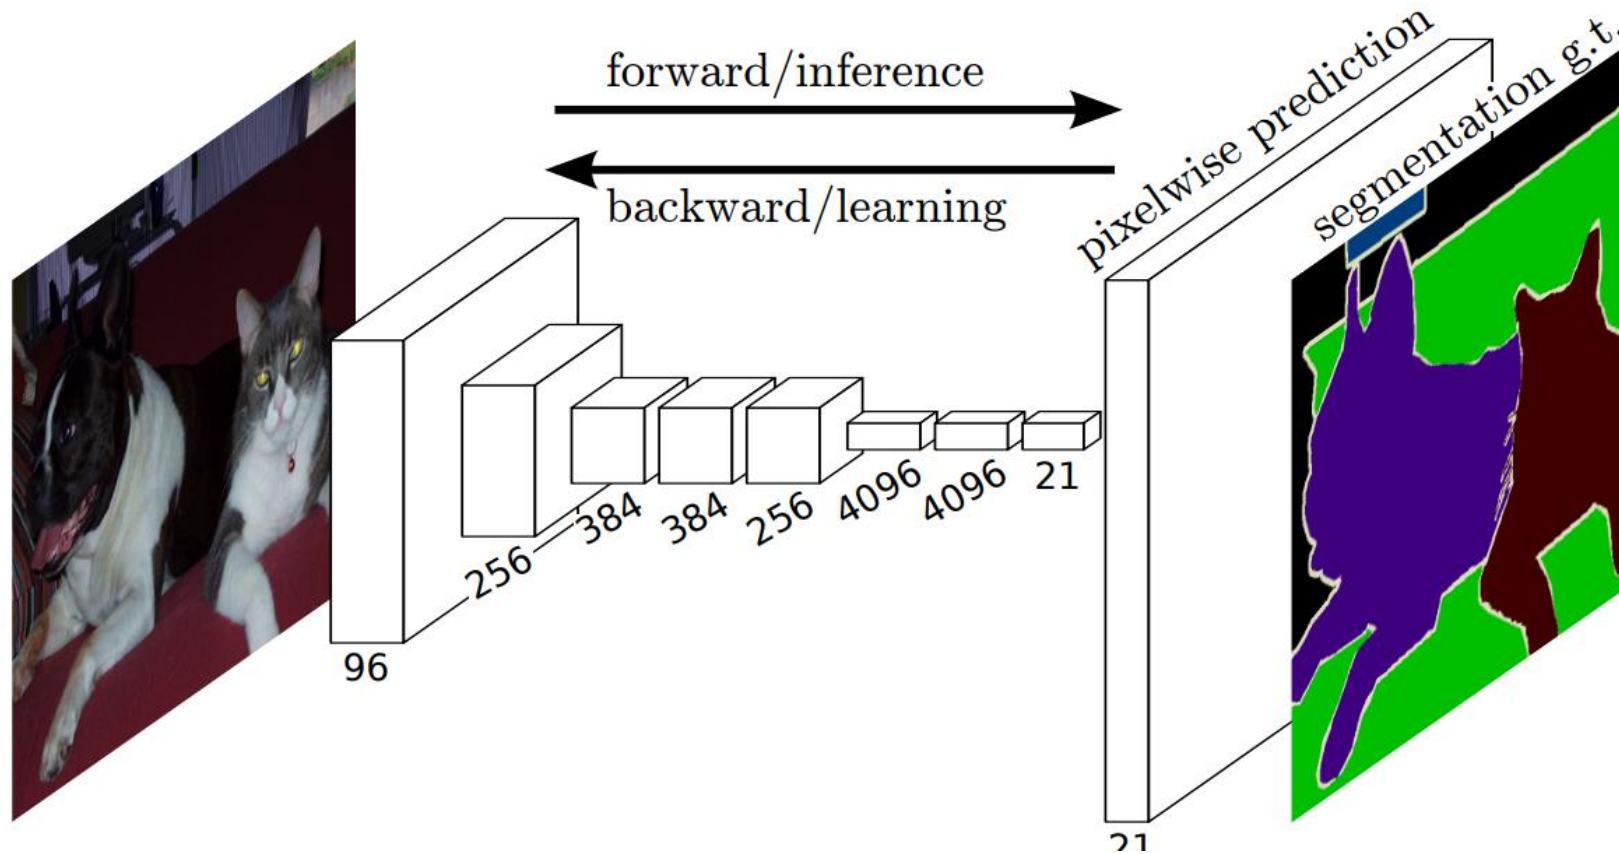 forward/inference
backward/learning
pixelwise prediction
segmentation g.t.
96
256
384
384
256
4096
4096
21
21